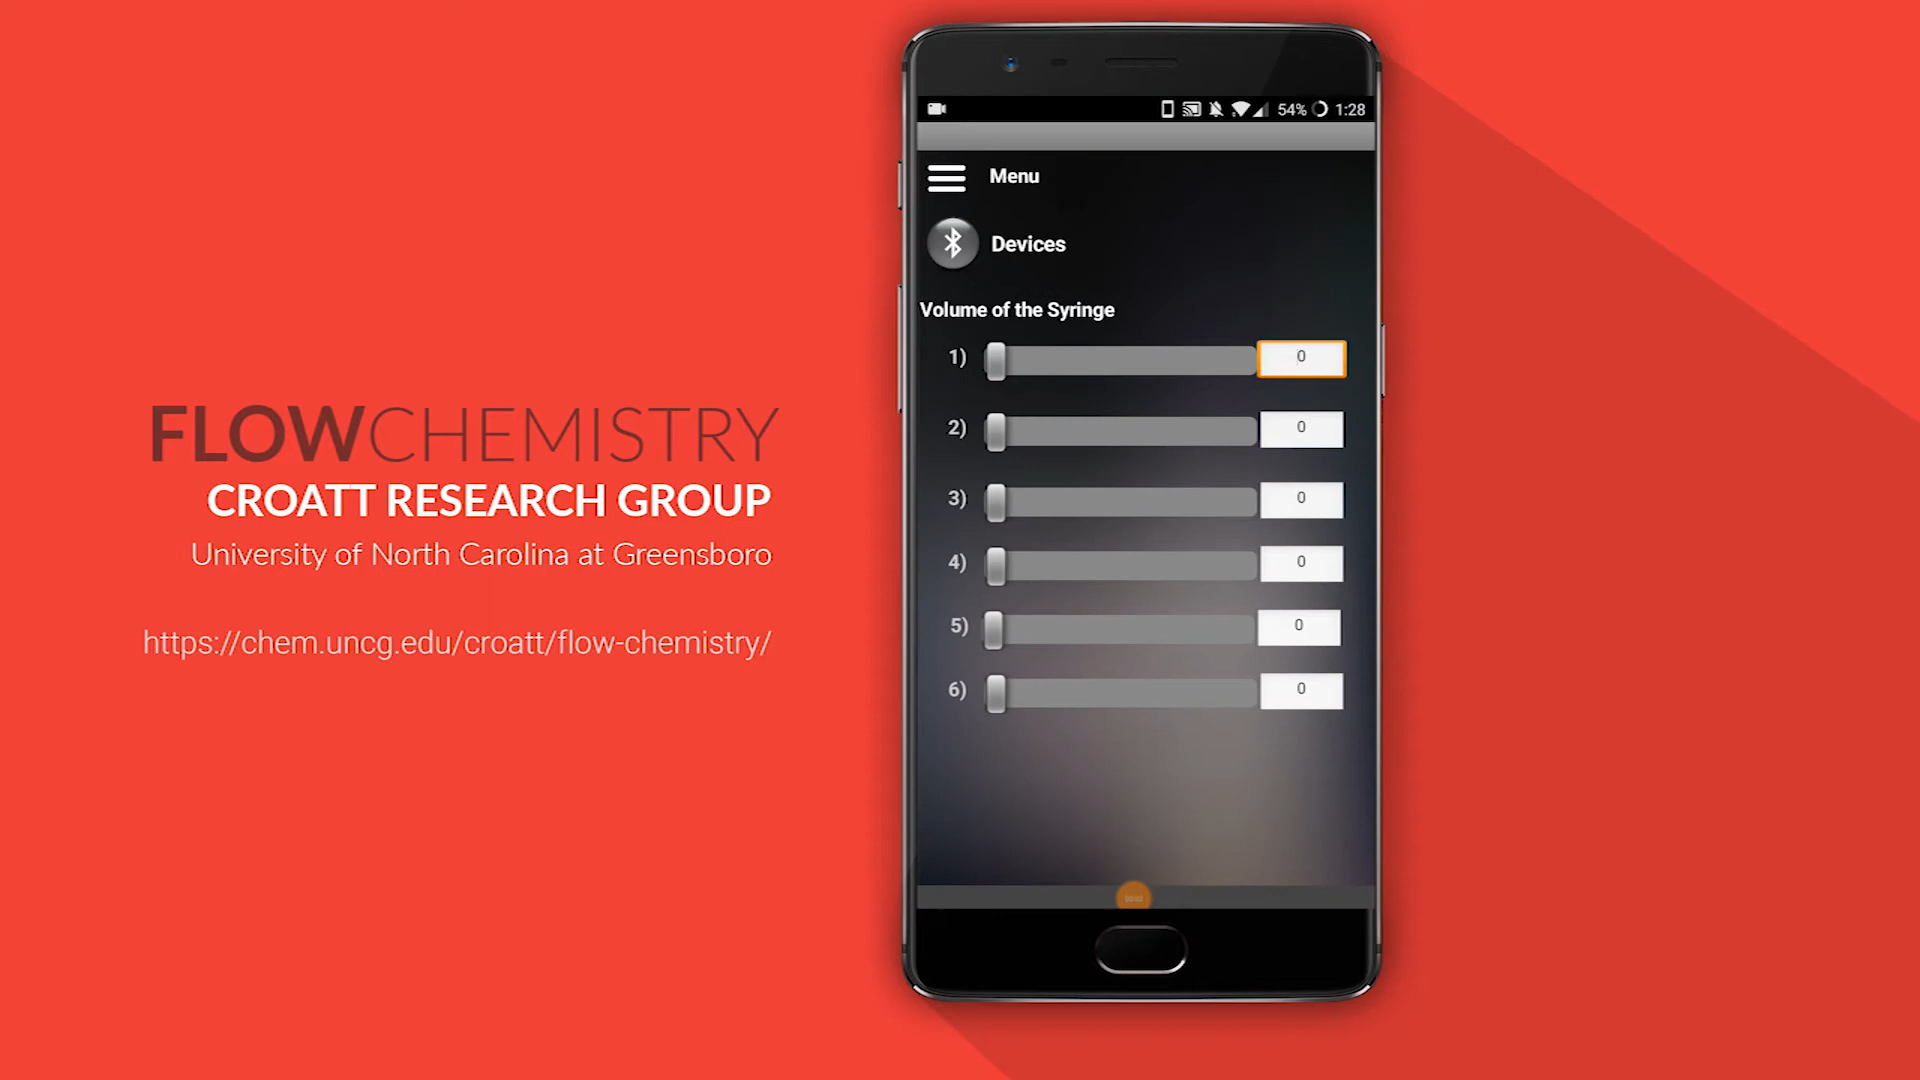 FLOWCHEMISTRY
CROATT RESEARCH GROUP
University of North Carolina at Greensboro
https://chem.uncg.edu/croatt/flow-chemistry/
54% 1:28
Menu
Devices
Volume of the Syringe
1) 0
2) 0
3) 0
4) 0
5) 0
6) 0